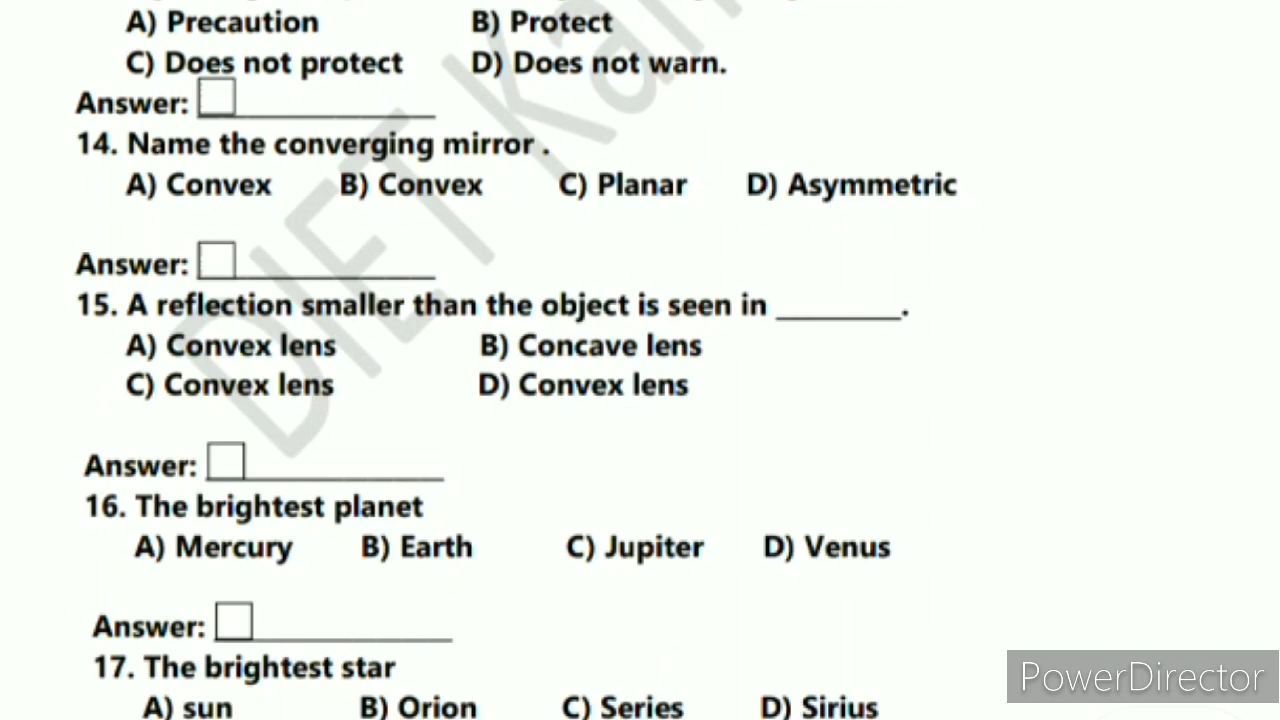 A) Precaution B) Protect
C) Does not protect D) Does not warn.
Answer:
14. Name the converging mirror .
A) Convex B) Convex C) Planar D) Asymmetric
Answer:
15. A reflection smaller than the object is seen in ________.
A) Convex lens B) Concave lens
C) Convex lens D) Convex lens
Answer:
16. The brightest planet
A) Mercury B) Earth C) Jupiter D) Venus
Answer:
17. The brightest star
A) sun B) Orion C) Series D) Sirius
DIET Kar
PowerDirector